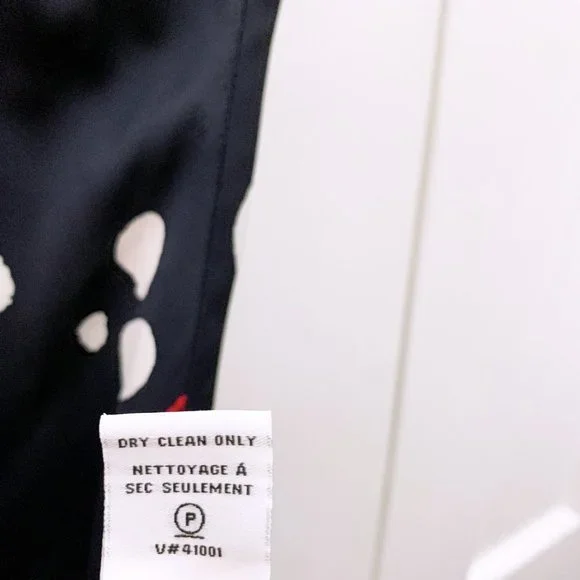 DRY CLEAN ONLY
NETTOYAGE Á
SEC SEULEMENT
P
V#41001